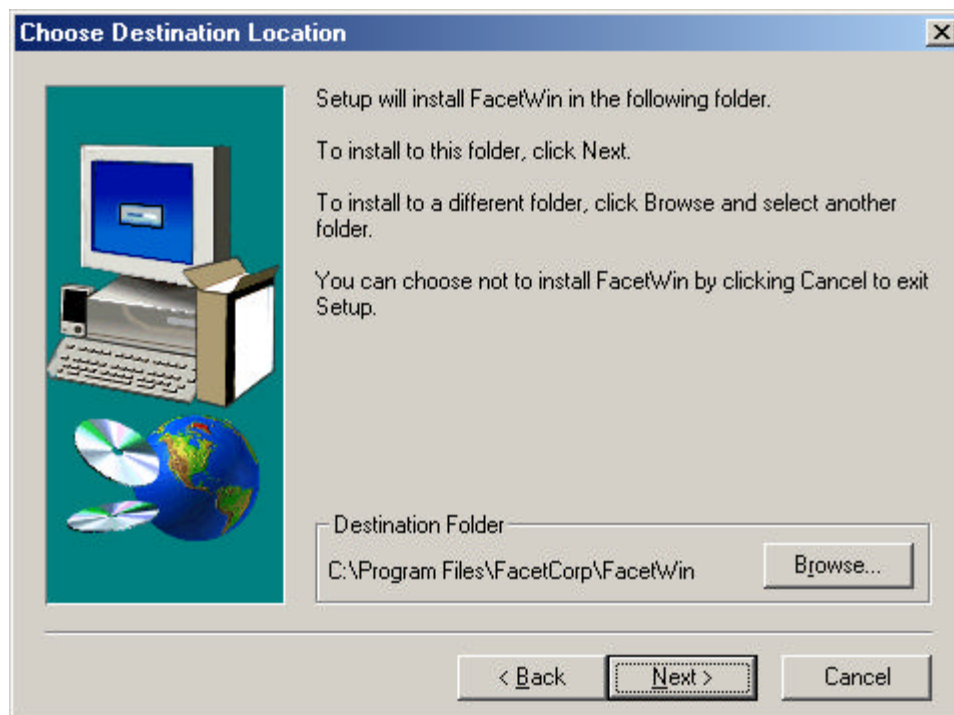 Choose Destination Location
Setup will install FacetWin in the following folder.
To install to this folder, click Next.
To install to a different folder, click Browse and select another
folder.
You can choose not to install FacetWin by clicking Cancel to exit
Setup.
Destination Folder
C:\Program Files\FacetCorp\FacetWin
Browse...
< Back
Next >
Cancel